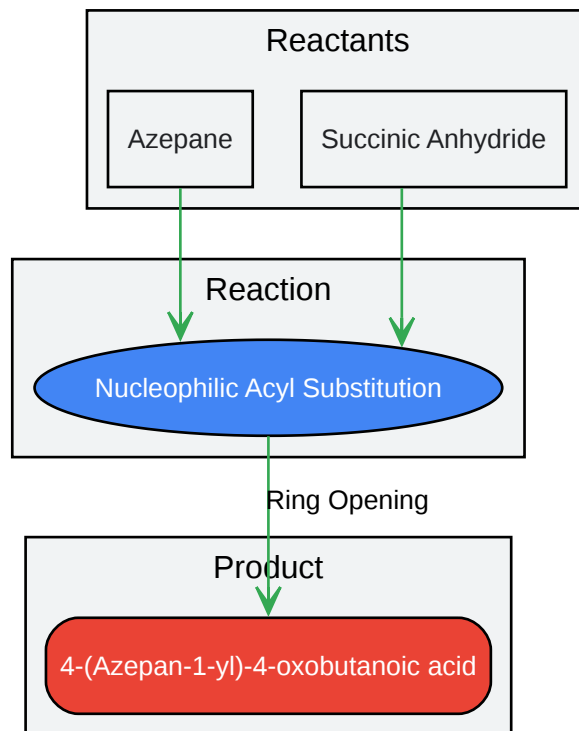 Reactants
Azepane
Succinic Anhydride
Reaction
Nucleophilic Acyl Substitution
Ring Opening
Product
4-(Azepan-1-yl)-4-oxobutanoic acid